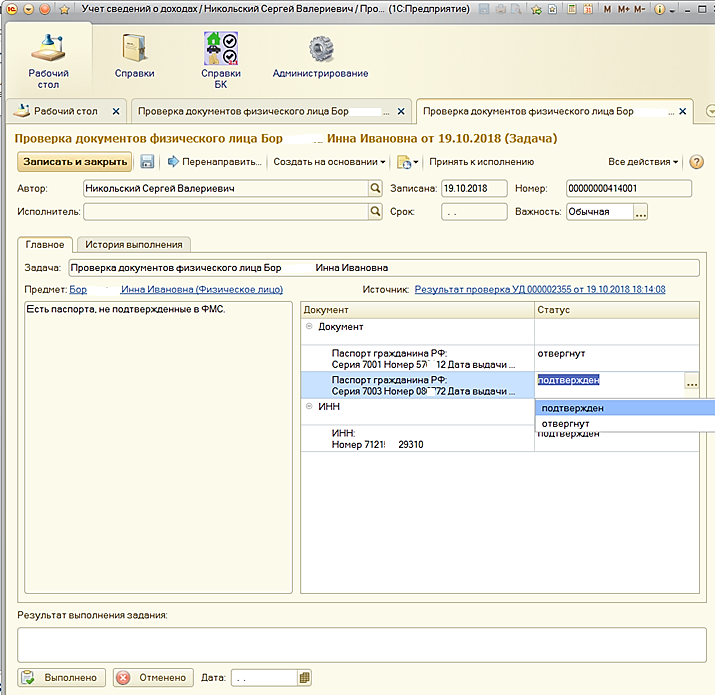 Учет сведений о доходах / Никольский Сергей Валериевич / Про... (1С:Предприятие)
M M+ M-
Рабочий стол
Справки
Справки БК
Администрирование
Рабочий стол
Проверка документов физического лица Бор ...
Проверка документов физического лица Бор ...
Проверка документов физического лица Бор Инна Ивановна от 19.10.2018 (Задача)
Записать и закрыть Перенаправить... Создать на основании Принять к исполнению Все действия
Автор: Никольский Сергей Валериевич Записана: 19.10.2018 Номер: 00000000414001
Исполнитель: Срок: . . Важность: Обычная ...
Главное История выполнения
Задача: Проверка документов физического лица Бор Инна Ивановна
Предмет: Бор Инна Ивановна (Физическое лицо) Источник: Результат проверка УД 000002355 от 19.10.2018 18:14:08
Есть паспорта, не подтвержденные в ФМС.
Документ Статус
Документ
Паспорт гражданина РФ: отвергнут
Серия 7001 Номер 57 12 Дата выдачи ...
Паспорт гражданина РФ: подтвержден ...
Серия 7003 Номер 08 72 Дата выдачи ...
ИНН
подтвержден
отвергнут
ИНН: подтвержден
Номер 7121 29310
Результат выполнения задания:
Выполнено Отменено Дата: . .